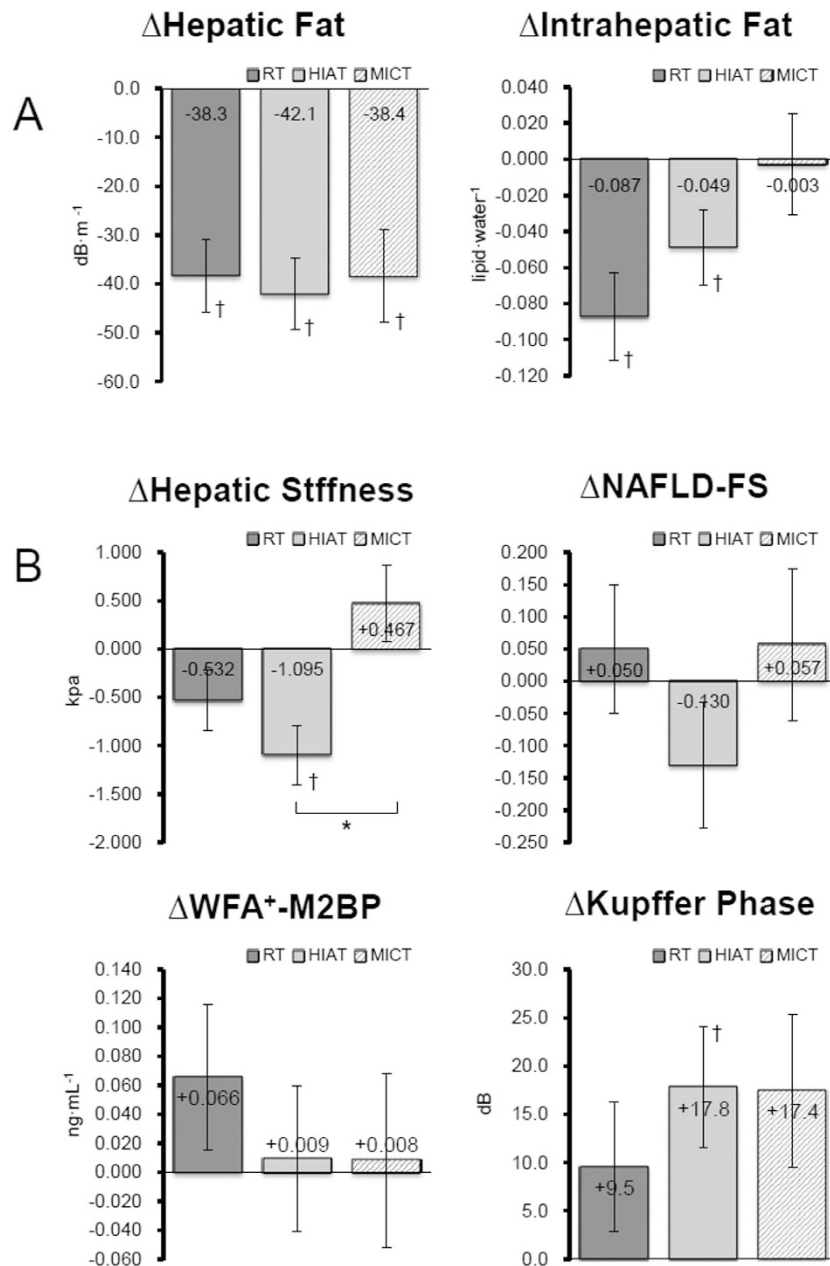 ΔHepatic Fat
RT HIAT MICT
A
0.0
-10.0
-20.0
-30.0
-40.0
-50.0
-60.0
dB·m⁻¹
-38.3 -42.1 -38.4
† † †
ΔIntrahepatic Fat
RT HIAT MICT
0.040
0.020
0.000
-0.020
-0.040
-0.060
-0.080
-0.100
-0.120
lipid·water⁻¹
-0.087 -0.049 -0.003
† †
ΔHepatic Stffness
RT HIAT MICT
B
1.000
0.500
0.000
-0.500
-1.000
-1.500
-2.000
kpa
-0.532 -1.095 +0.467
†
*
ΔNAFLD-FS
RT HIAT MICT
0.200
0.150
0.100
0.050
0.000
-0.050
-0.100
-0.150
-0.200
-0.250
+0.050 -0.130 +0.057
ΔWFA⁺-M2BP
RT HIAT MICT
0.140
0.120
0.100
0.080
0.060
0.040
0.020
0.000
-0.020
-0.040
-0.060
ng·mL⁻¹
+0.066 +0.009 +0.008
ΔKupffer Phase
RT HIAT MICT
30.0
25.0
20.0
15.0
10.0
5.0
0.0
dB
+9.5 +17.8 +17.4
†